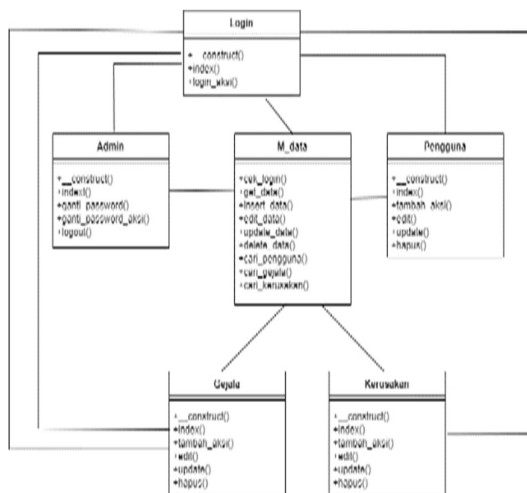 Login
+__construct()
+index()
+login_aksi()
Admin
+__construct()
+index()
+ganti_password()
+ganti_password_aksi()
+logout()
M_data
+cek_login()
+get_data()
+insert_data()
+edit_data()
+update_data()
+delete_data()
+cari_pengguna()
+cari_gejala()
+cari_kerusakan()
Pengguna
+__construct()
+index()
+tambah_aksi()
+edit()
+update()
+hapus()
Gejala
+__construct()
+index()
+tambah_aksi()
+edit()
+update()
+hapus()
Kerusakan
+__construct()
+index()
+tambah_aksi()
+edit()
+update()
+hapus()